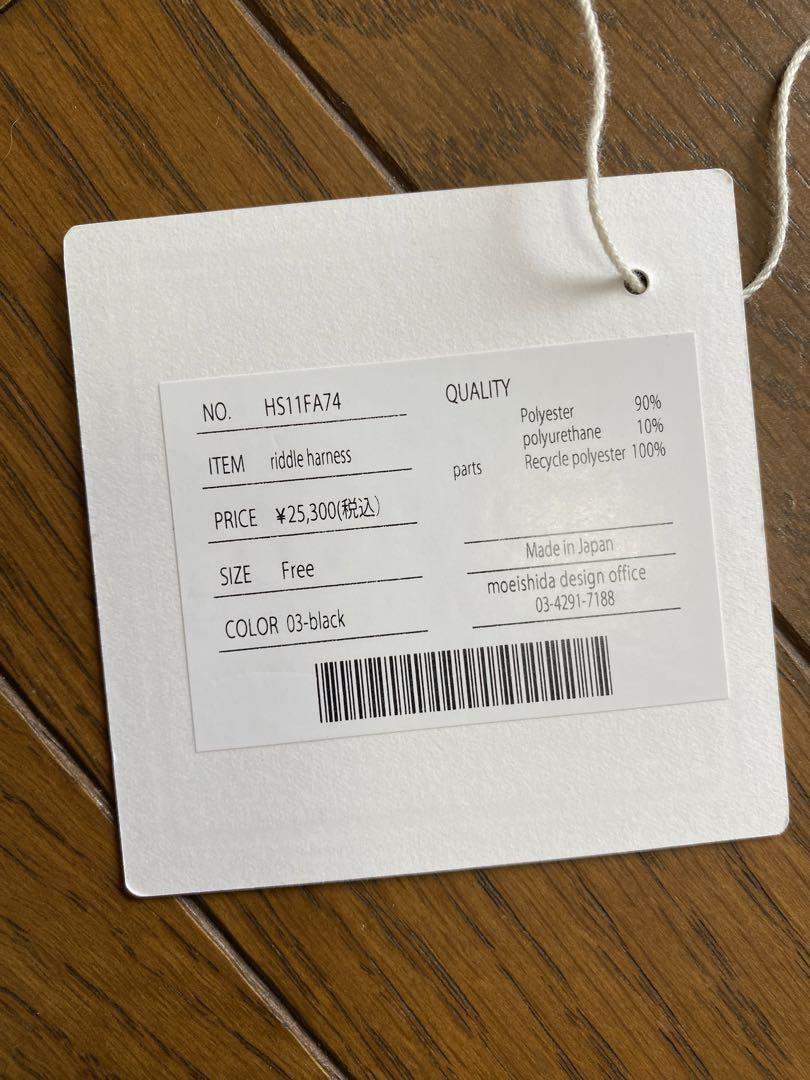 NO. HS11FA74
ITEM riddle harness
PRICE ¥25,300(税込)
SIZE Free
COLOR 03-black
QUALITY
Polyester 90%
polyurethane 10%
parts Recycle polyester 100%
Made in Japan
moeishida design office
03-4291-7188